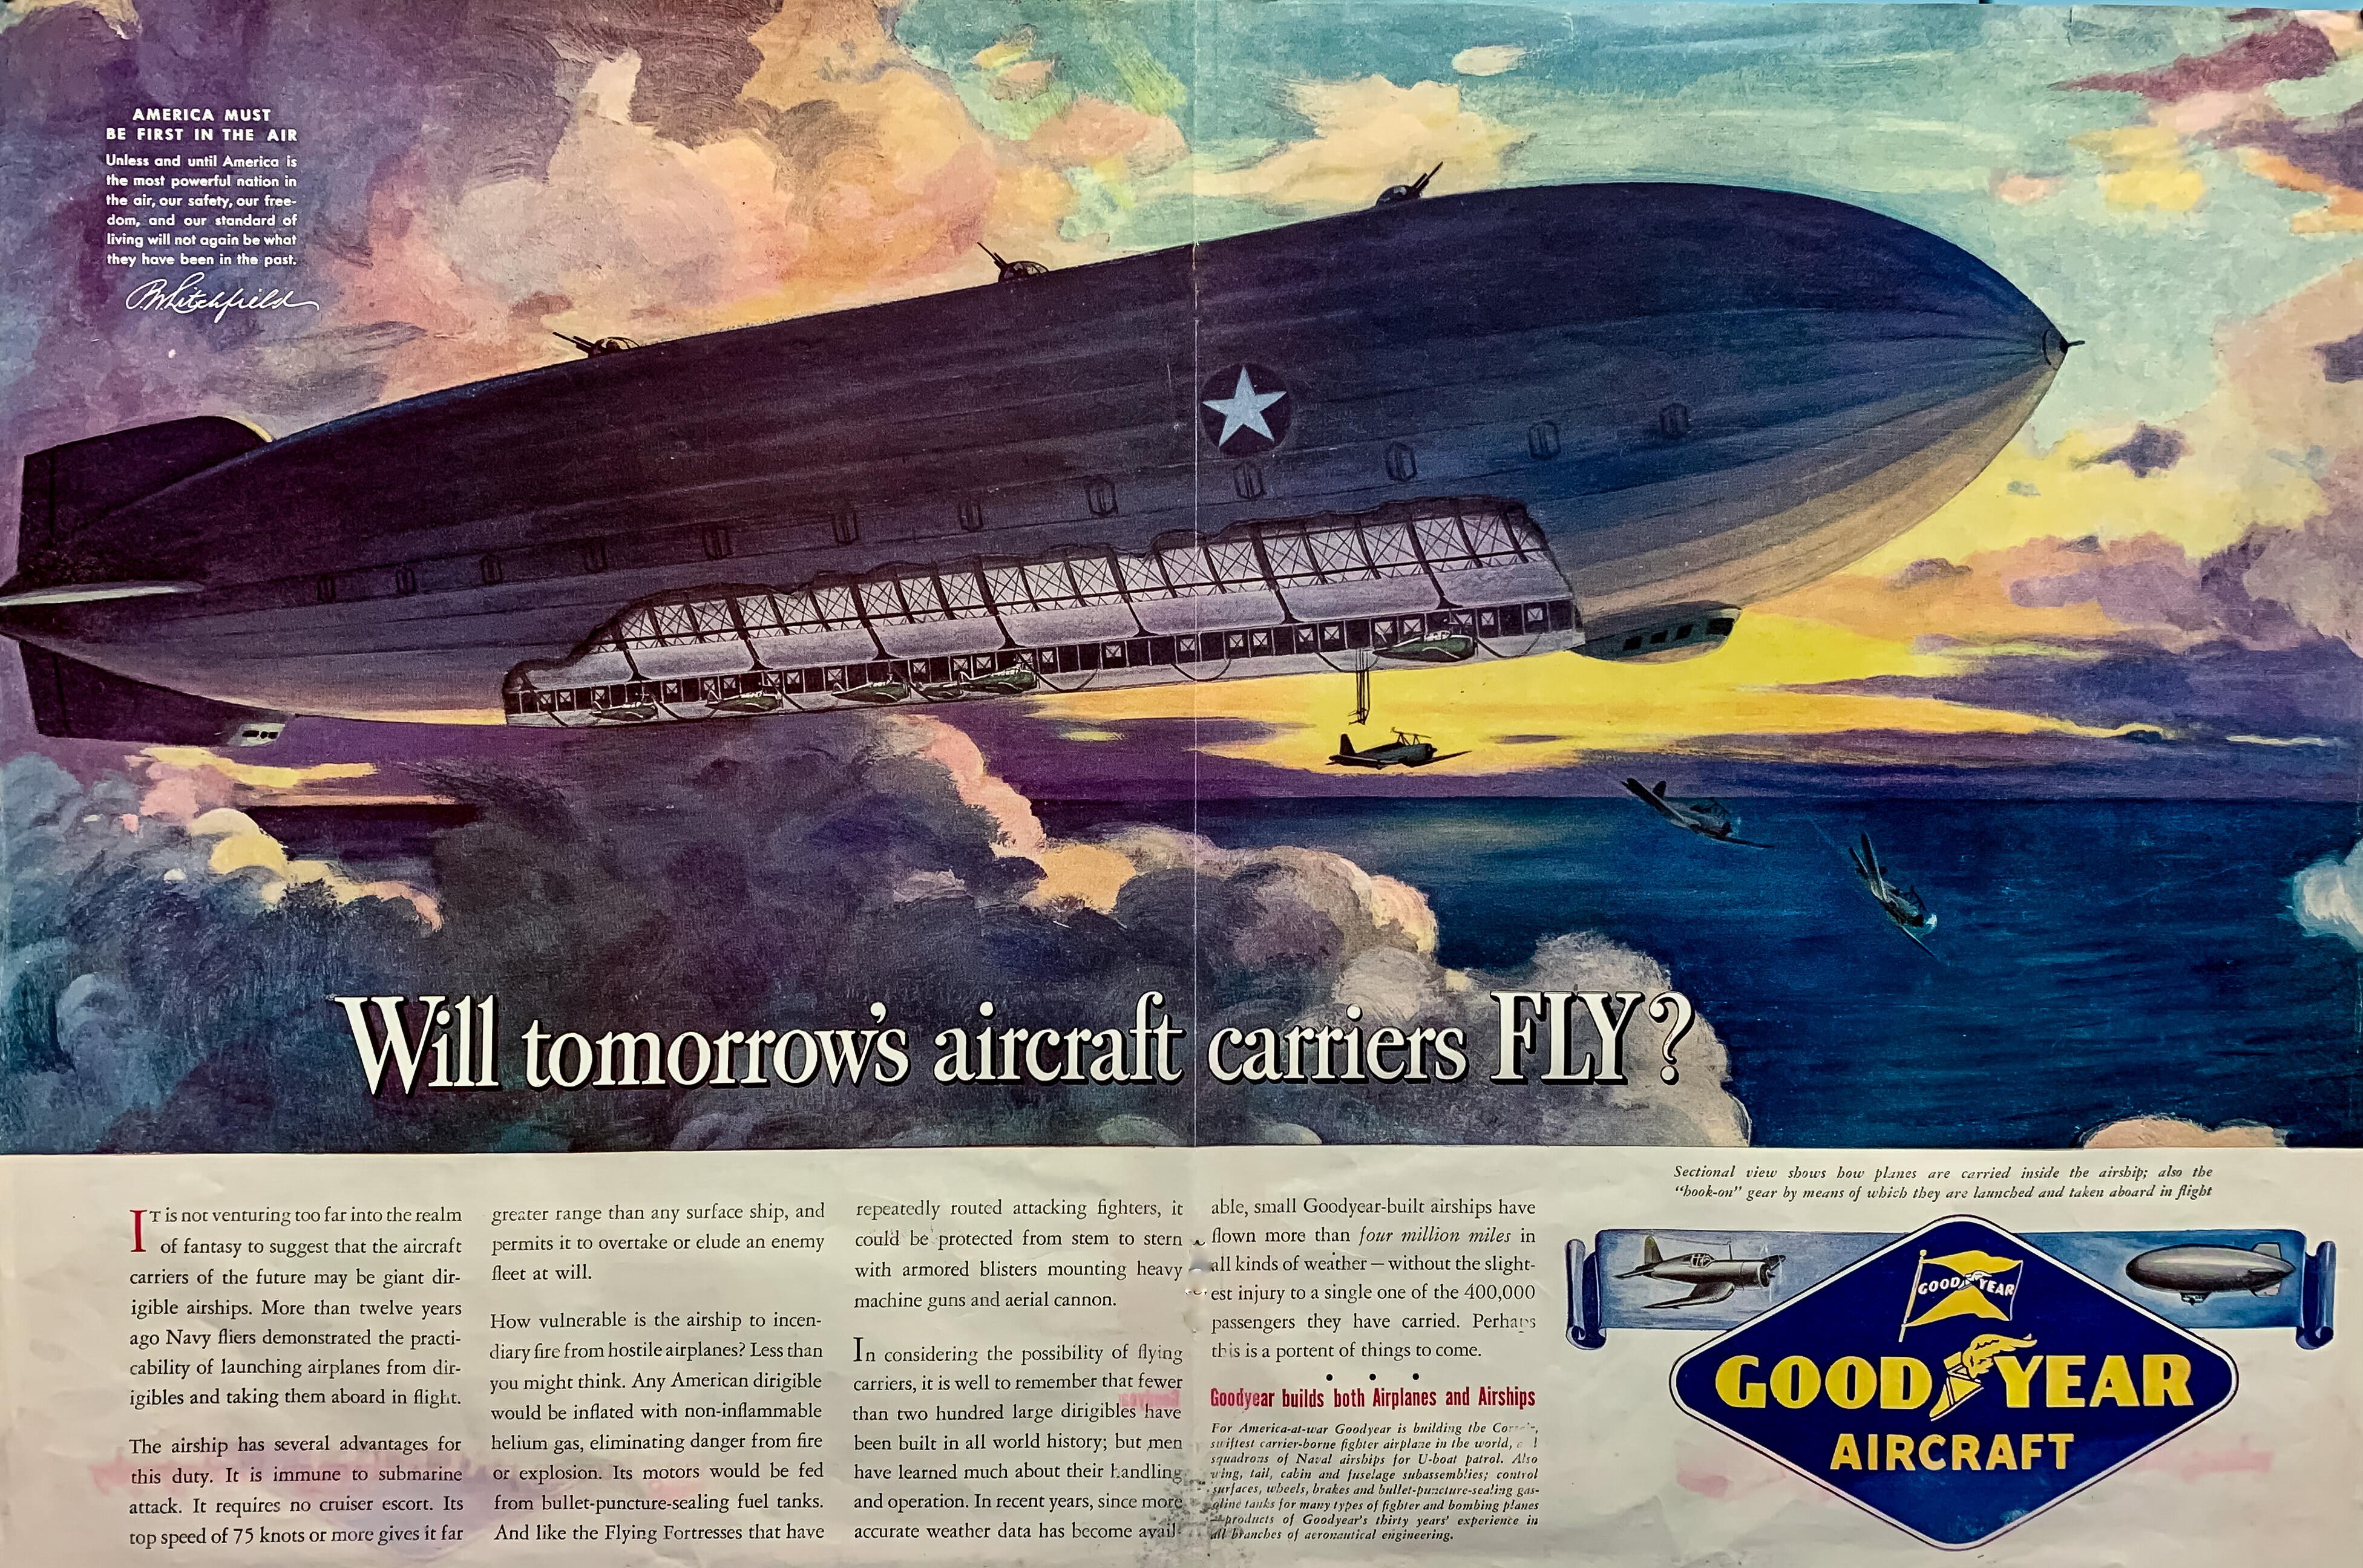 AMERICA MUST
BE FIRST IN THE AIR
Unless and until America is
the most powerful nation in
the air, our safety, our free-
dom, and our standard of
living will not again be what
they have been in the past.
P.W. Litchfield
Will tomorrow's aircraft carriers FLY?
IT is not venturing too far into the realm
of fantasy to suggest that the aircraft
carriers of the future may be giant dir-
igible airships. More than twelve years
ago Navy fliers demonstrated the practi-
cability of launching airplanes from dir-
igibles and taking them aboard in flight.
The airship has several advantages for
this duty. It is immune to submarine
attack. It requires no cruiser escort. Its
top speed of 75 knots or more gives it far
greater range than any surface ship, and
permits it to overtake or elude an enemy
fleet at will.
How vulnerable is the airship to incen-
diary fire from hostile airplanes? Less than
you might think. Any American dirigible
would be inflated with non-inflammable
helium gas, eliminating danger from fire
or explosion. Its motors would be fed
from bullet-puncture-sealing fuel tanks.
And like the Flying Fortresses that have
repeatedly routed attacking fighters, it
could be protected from stem to stern
with armored blisters mounting heavy
machine guns and aerial cannon.
In considering the possibility of flying
carriers, it is well to remember that fewer
than two hundred large dirigibles have
been built in all world history; but men
have learned much about their handling
and operation. In recent years, since more
accurate weather data has become avail-
able, small Goodyear-built airships have
flown more than four million miles in
all kinds of weather — without the slight-
est injury to a single one of the 400,000
passengers they have carried. Perhaps
this is a portent of things to come.
• • •
Goodyear builds both Airplanes and Airships
For America-at-war Goodyear is building the
swiftest carrier-borne fighter airplane in the world,
squadrons of Naval airships for U-boat patrol. Also
wing, tail, cabin and fuselage subassemblies; control
surfaces, wheels, brakes and bullet-puncture-sealing gas-
oline tanks for many types of fighter and bombing planes
products of Goodyear's thirty years' experience in
all branches of aeronautical engineering.
Sectional view shows how planes are carried inside the airship; also the
"hook-on" gear by means of which they are launched and taken aboard in flight
GOOD YEAR
GOOD YEAR
AIRCRAFT